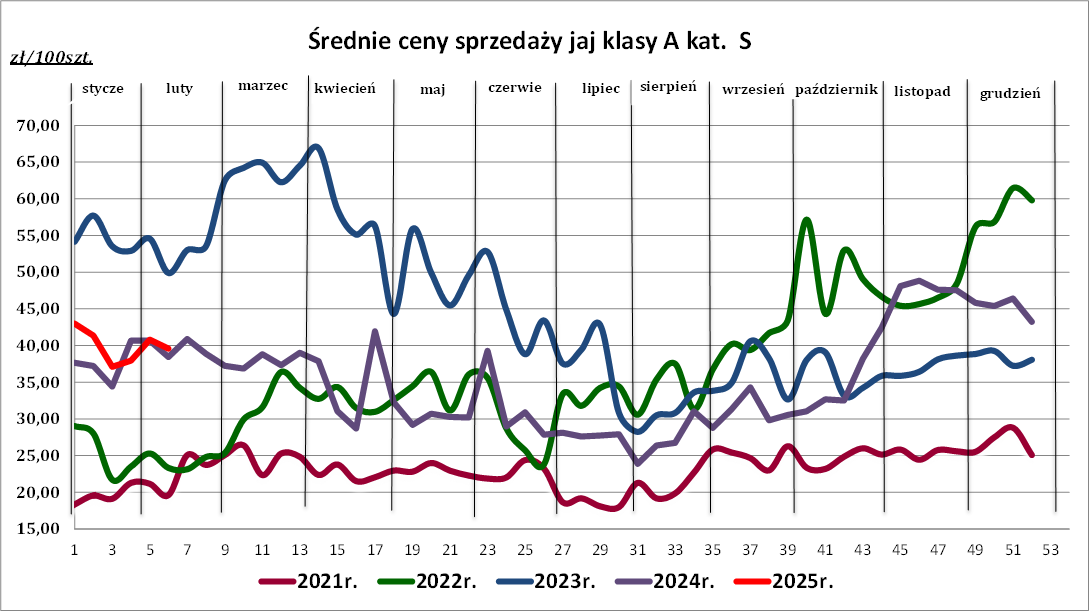 Średnie ceny sprzedaży jaj klasy A kat. S
zł/100szt.
stycze luty marzec kwiecień maj czerwie lipiec sierpień wrzesień październik listopad grudzień
70,00
65,00
60,00
55,00
50,00
45,00
40,00
35,00
30,00
25,00
20,00
15,00
1 3 5 7 9 11 13 15 17 19 21 23 25 27 29 31 33 35 37 39 41 43 45 47 49 51 53
2021r. 2022r. 2023r. 2024r. 2025r.